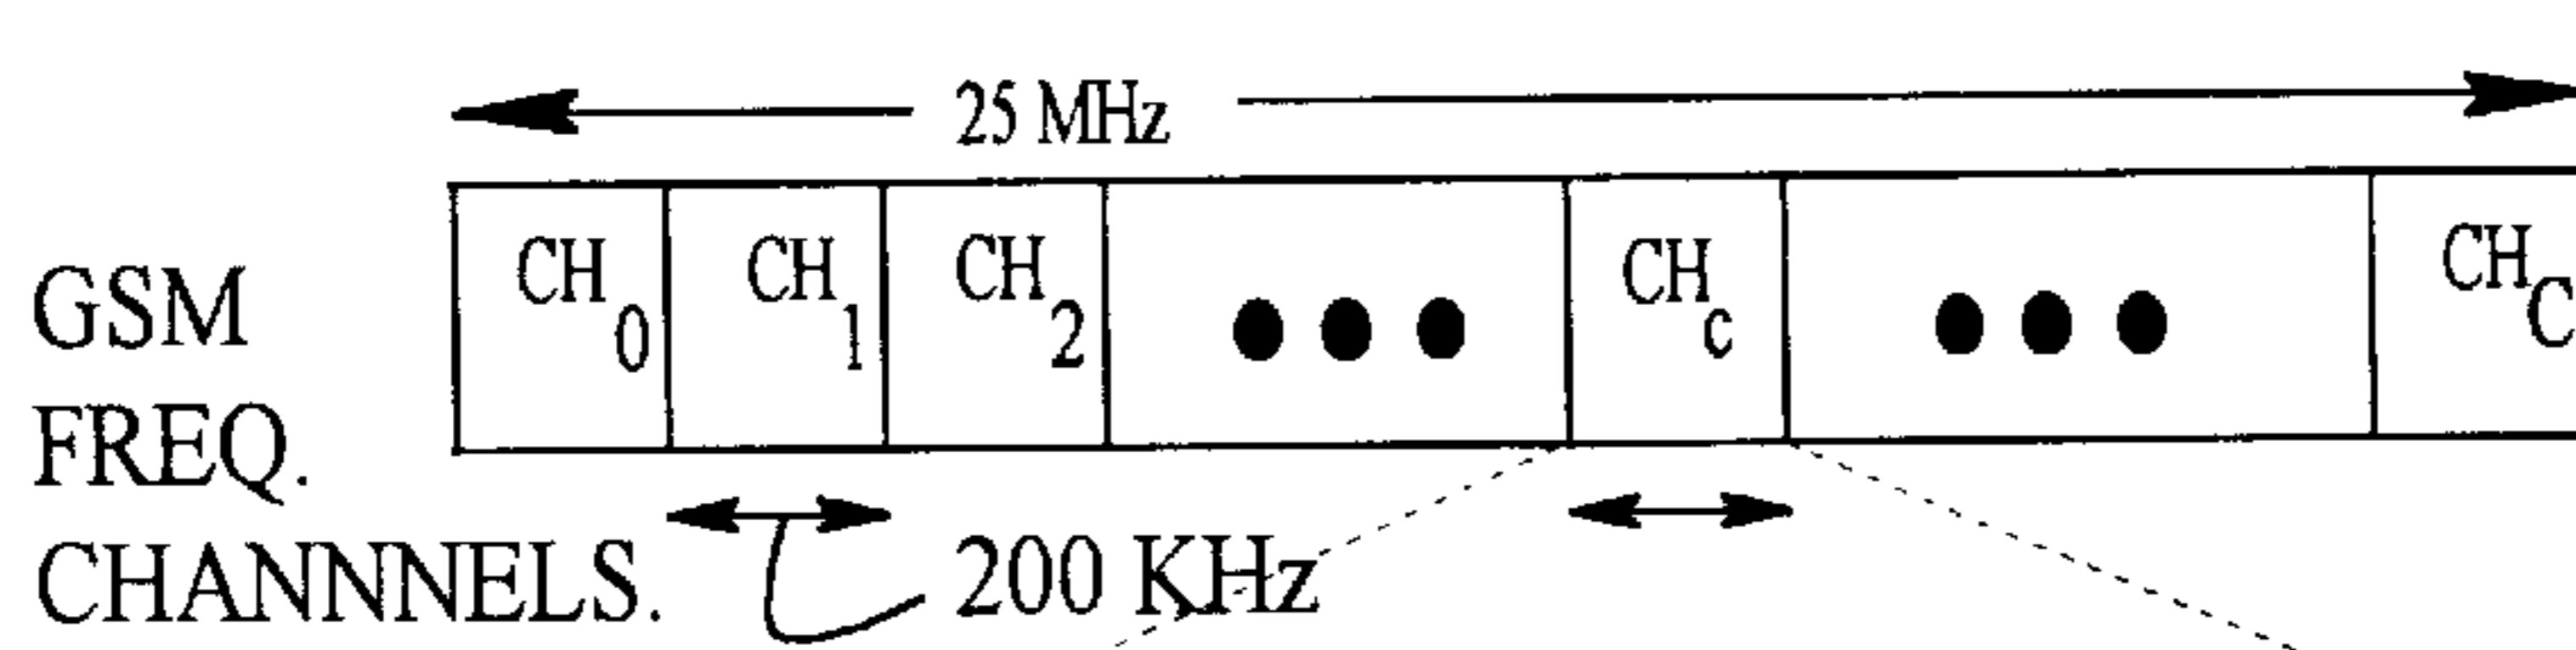 25 MHz
CH0 CH1 CH2 CHc CHC
GSM
FREQ.
CHANNNELS.
200 KHz